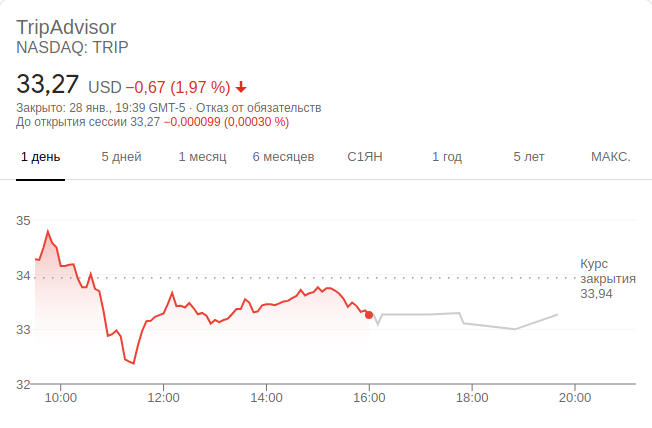 TripAdvisor
NASDAQ: TRIP
33,27 USD −0,67 (1,97 %)
Закрыто: 28 янв., 19:39 GMT-5 · Отказ от обязательств
До открытия сессии 33,27 −0,000099 (0,00030 %)
1 день 5 дней 1 месяц 6 месяцев С1ЯН 1 год 5 лет МАКС.
35
34
33
32
Курс
закрытия
33,94
10:00 12:00 14:00 16:00 18:00 20:00